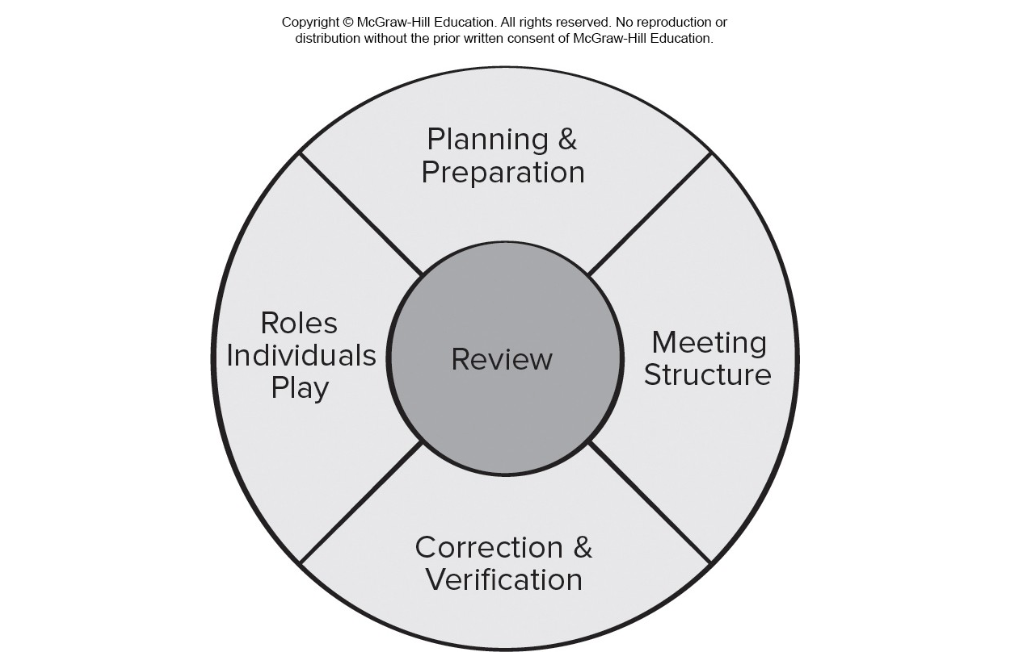 Copyright © McGraw-Hill Education. All rights reserved. No reproduction or
distribution without the prior written consent of McGraw-Hill Education.
Planning &
Preparation
Roles
Individuals
Play
Review
Meeting
Structure
Correction &
Verification